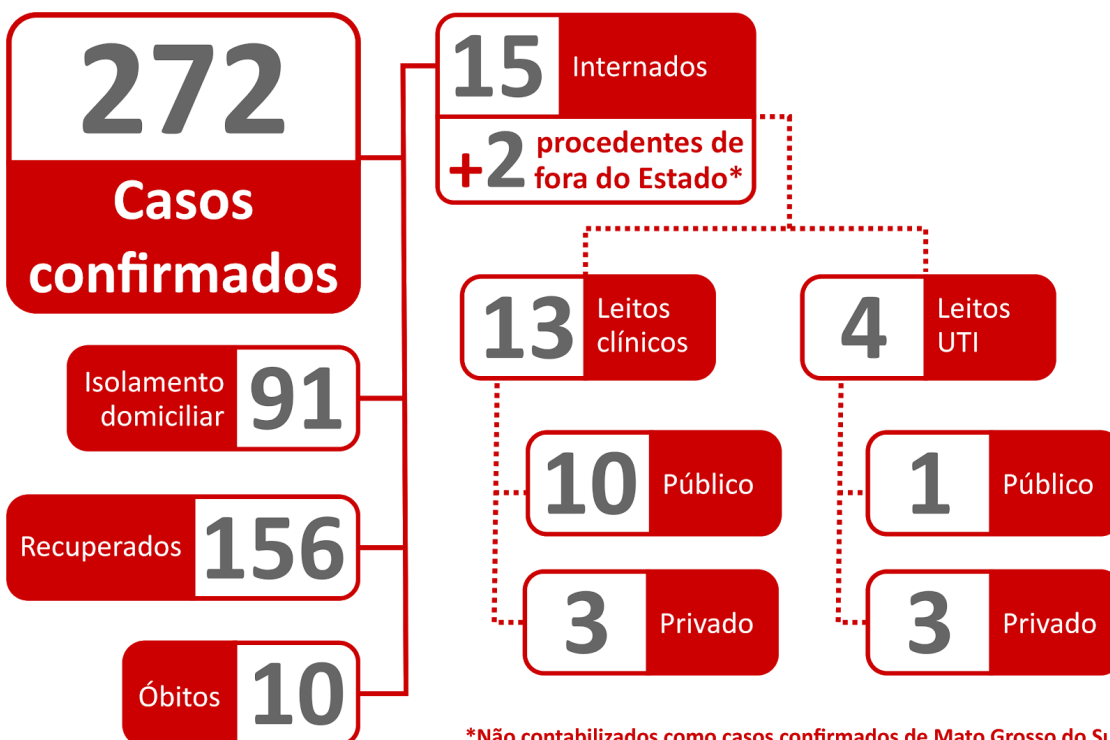 272
Casos
confirmados
Isolamento
domiciliar
91
Recuperados
156
Óbitos
10
15
Internados
+2
procedentes de
fora do Estado*
13
Leitos
clínicos
10
Público
3
Privado
4
Leitos
UTI
1
Público
3
Privado
*Não contabilizados como casos confirmados de Mato Grosso do Su